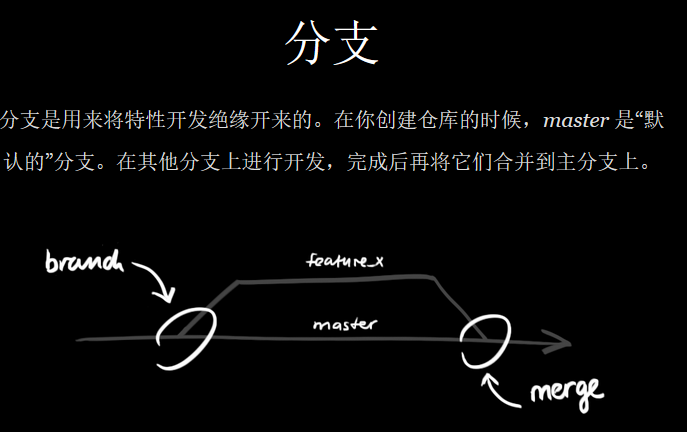 分支
分支是用来将特性开发绝缘开来的。在你创建仓库的时候，master 是“默
认的”分支。在其他分支上进行开发，完成后再将它们合并到主分支上。
branch
feature_x
master
merge